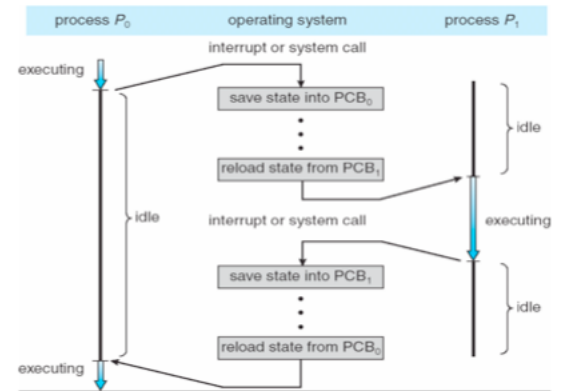 process P₀ operating system process P₁
interrupt or system call
executing
save state into PCB₀
idle
reload state from PCB₁
idle
interrupt or system call
executing
save state into PCB₁
idle
reload state from PCB₀
executing